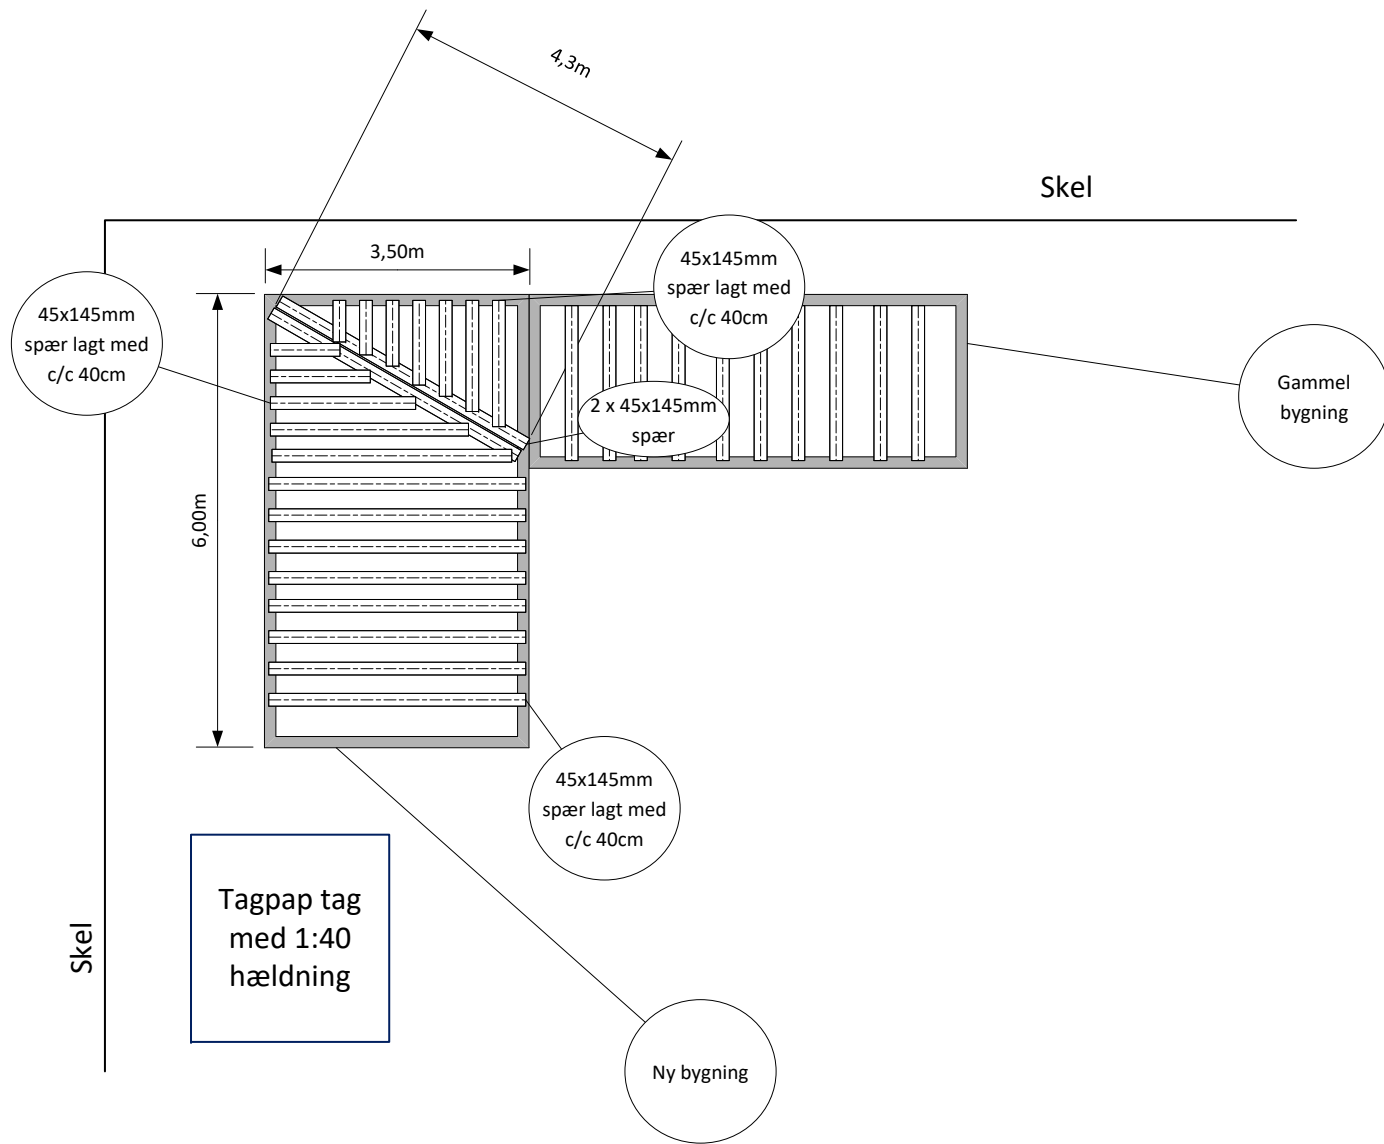 4,3m
Skel
3,50m
45x145mm
spær lagt med
c/c 40cm
45x145mm
spær lagt med
c/c 40cm
Gammel
bygning
2 x 45x145mm
spær
6,00m
45x145mm
spær lagt med
c/c 40cm
Tagpap tag
med 1:40
hældning
Skel
Ny bygning